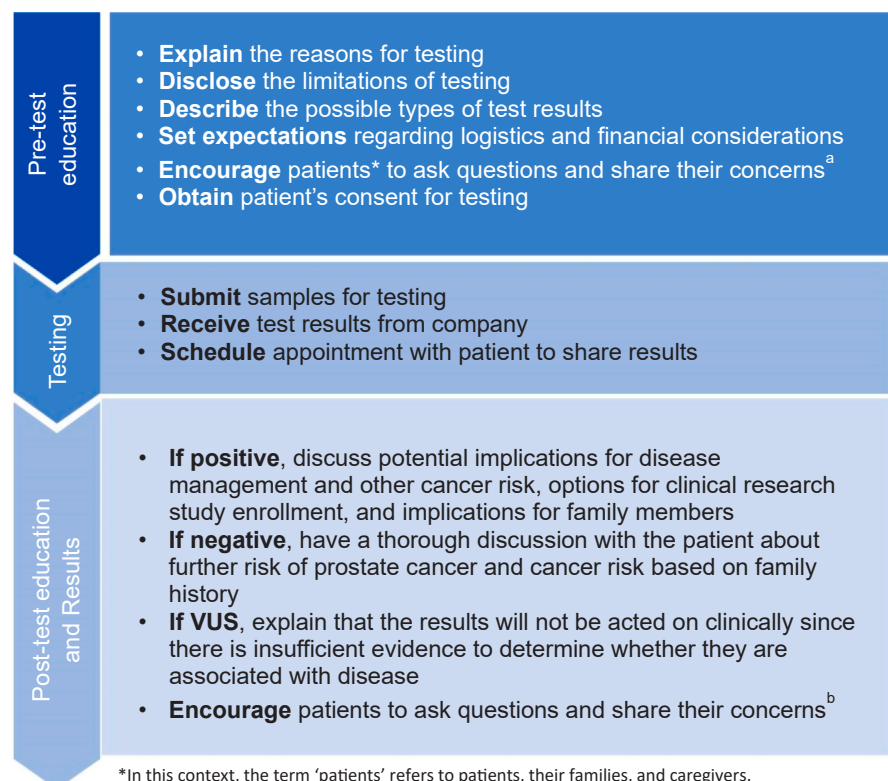 Pre-test
education
• Explain the reasons for testing
• Disclose the limitations of testing
• Describe the possible types of test results
• Set expectations regarding logistics and financial considerations
• Encourage patients* to ask questions and share their concerns^a
• Obtain patient’s consent for testing
Testing
• Submit samples for testing
• Receive test results from company
• Schedule appointment with patient to share results
Post-test education
and Results
• If positive, discuss potential implications for disease
management and other cancer risk, options for clinical research
study enrollment, and implications for family members
• If negative, have a thorough discussion with the patient about
further risk of prostate cancer and cancer risk based on family
history
• If VUS, explain that the results will not be acted on clinically since
there is insufficient evidence to determine whether they are
associated with disease
• Encourage patients to ask questions and share their concerns^b
*In this context, the term ‘patients’ refers to patients, their families, and caregivers.